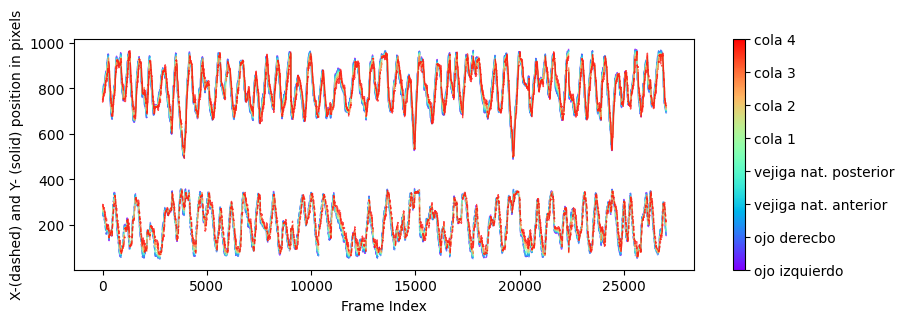 X-(dashed) and Y- (solid) position in pixels
1000
800
600
400
200
0
5000
10000
15000
20000
25000
Frame Index
cola 4
cola 3
cola 2
cola 1
vejiga nat. posterior
vejiga nat. anterior
ojo derecbo
ojo izquierdo